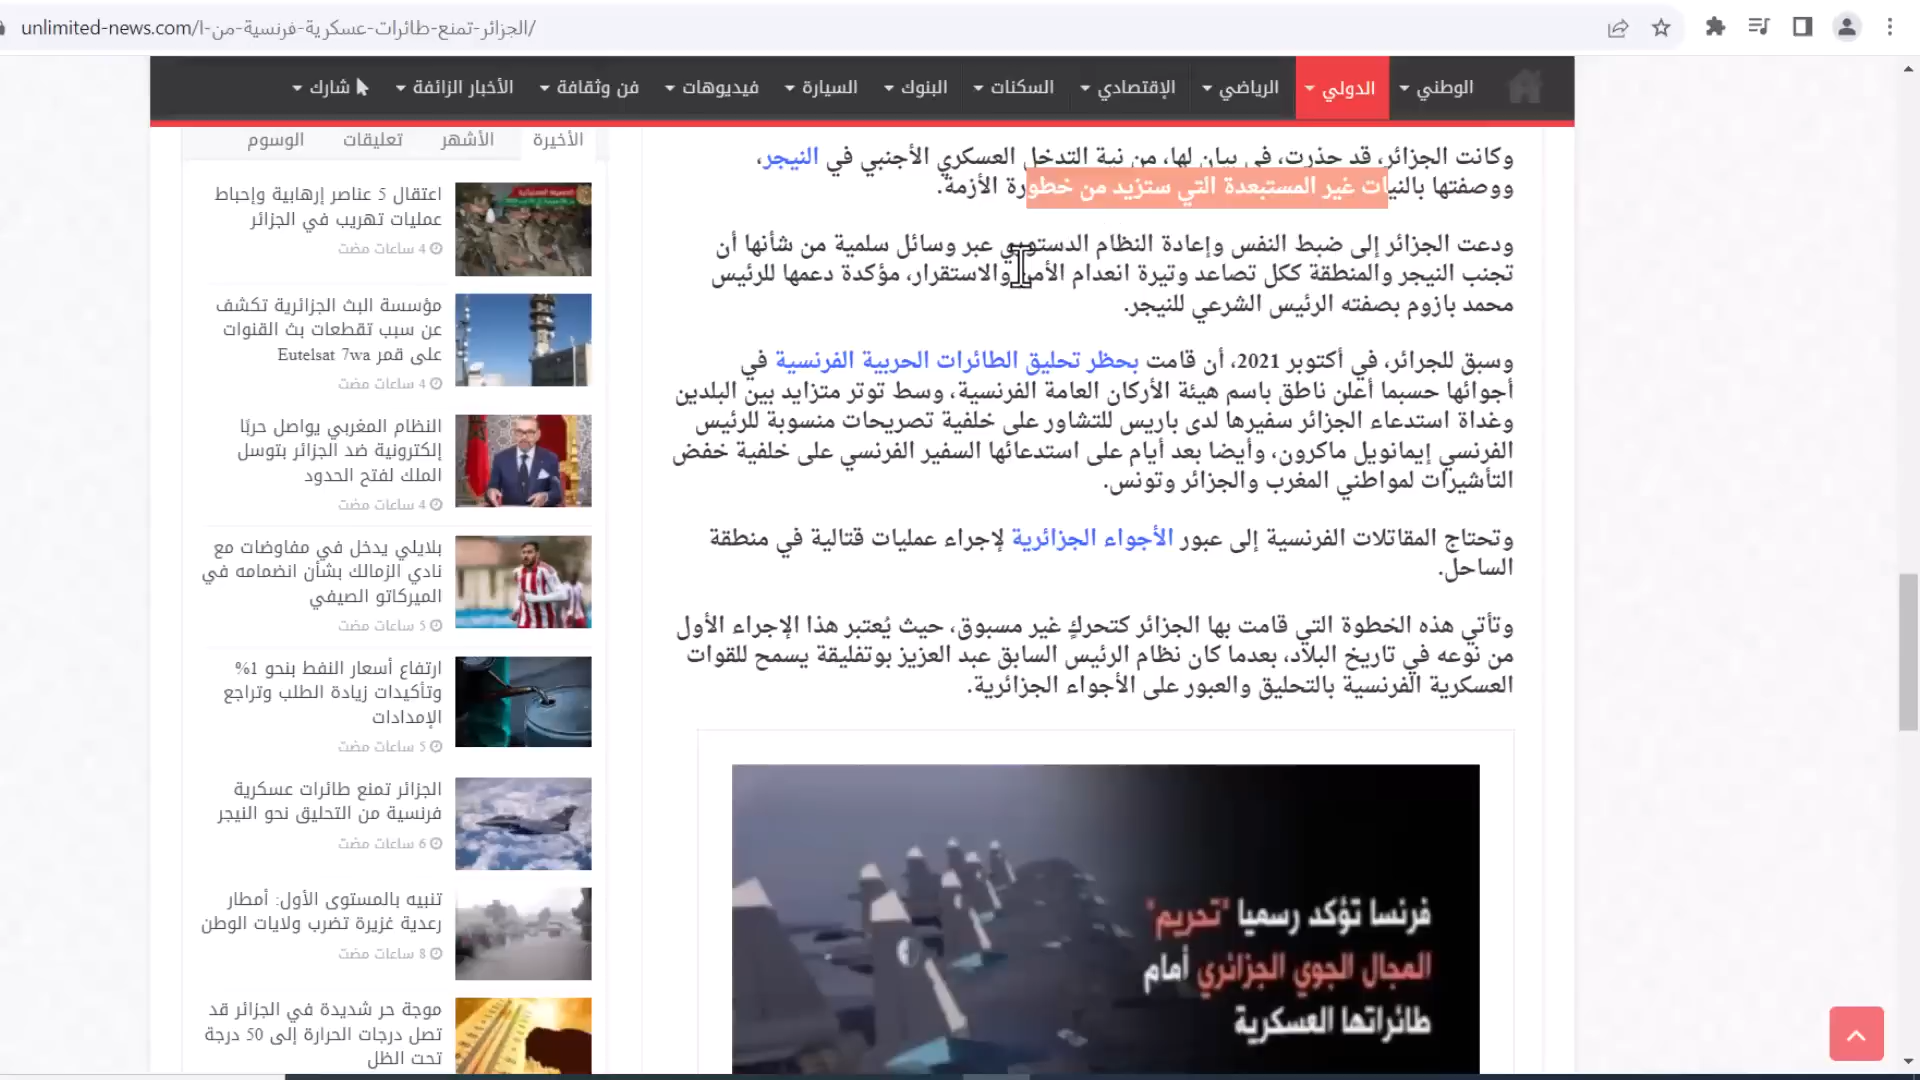 unlimited-news.com/الجزائر-تمنع-طائرات-عسكرية-فرنسية-من-ا/
الوطني
الدولي
الرياضي
الإقتصادي
السكنات
البنوك
السيارة
فيديوهات
فن وثقافة
الأخبار الزائفة
شارك
وكانت الجزائر، قد حذرت، في بيان لها، من نية التدخل العسكري الأجنبي في النيجر،
ووصفتها بالنيات غير المستبعدة التي ستزيد من خطورة الأزمة.
ودعت الجزائر إلى ضبط النفس وإعادة النظام الدستوري عبر وسائل سلمية من شأنها أن
تجنب النيجر والمنطقة ككل تصاعد وتيرة انعدام الأمن والاستقرار، مؤكدة دعمها للرئيس
محمد بازوم بصفته الرئيس الشرعي للنيجر.
وسبق للجرائر، في أكتوبر 2021، أن قامت بحظر تحليق الطائرات الحربية الفرنسية في
أجوائها حسبما أعلن ناطق باسم هيئة الأركان العامة الفرنسية، وسط توتر متزايد بين البلدين
وغداة استدعاء الجزائر سفيرها لدى باريس للتشاور على خلفية تصريحات منسوبة للرئيس
الفرنسي إيمانويل ماكرون، وأيضا بعد أيام على استدعائها السفير الفرنسي على خلفية خفض
التأشيرات لمواطني المغرب والجزائر وتونس.
وتحتاج المقاتلات الفرنسية إلى عبور الأجواء الجزائرية لإجراء عمليات قتالية في منطقة
الساحل.
وتأتي هذه الخطوة التي قامت بها الجزائر كتحركٍ غير مسبوق، حيث يُعتبر هذا الإجراء الأول
من نوعه في تاريخ البلاد، بعدما كان نظام الرئيس السابق عبد العزيز بوتفليقة يسمح للقوات
العسكرية الفرنسية بالتحليق والعبور على الأجواء الجزائرية.
فرنسا تؤكد رسميا "تحريم"
المجال الجوي الجزائري أمام
طائراتها العسكرية
الأخيرة
الأشهر
تعليقات
الوسوم
اعتقال 5 عناصر إرهابية وإحباط
عمليات تهريب في الجزائر
4 ساعات مضت
مؤسسة البث الجزائرية تكشف
عن سبب تقطعات بث القنوات
على قمر Eutelsat 7wa
4 ساعات مضت
النظام المغربي يواصل حربًا
إلكترونية ضد الجزائر بتوسل
الملك لفتح الحدود
4 ساعات مضت
بلايلي يدخل في مفاوضات مع
نادي الزمالك بشأن انضمامه في
الميركاتو الصيفي
5 ساعات مضت
ارتفاع أسعار النفط بنحو 1%
وتأكيدات زيادة الطلب وتراجع
الإمدادات
5 ساعات مضت
الجزائر تمنع طائرات عسكرية
فرنسية من التحليق نحو النيجر
6 ساعات مضت
تنبيه بالمستوى الأول: أمطار
رعدية غزيرة تضرب ولايات الوطن
8 ساعات مضت
موجة حر شديدة في الجزائر قد
تصل درجات الحرارة إلى 50 درجة
تحت الظل